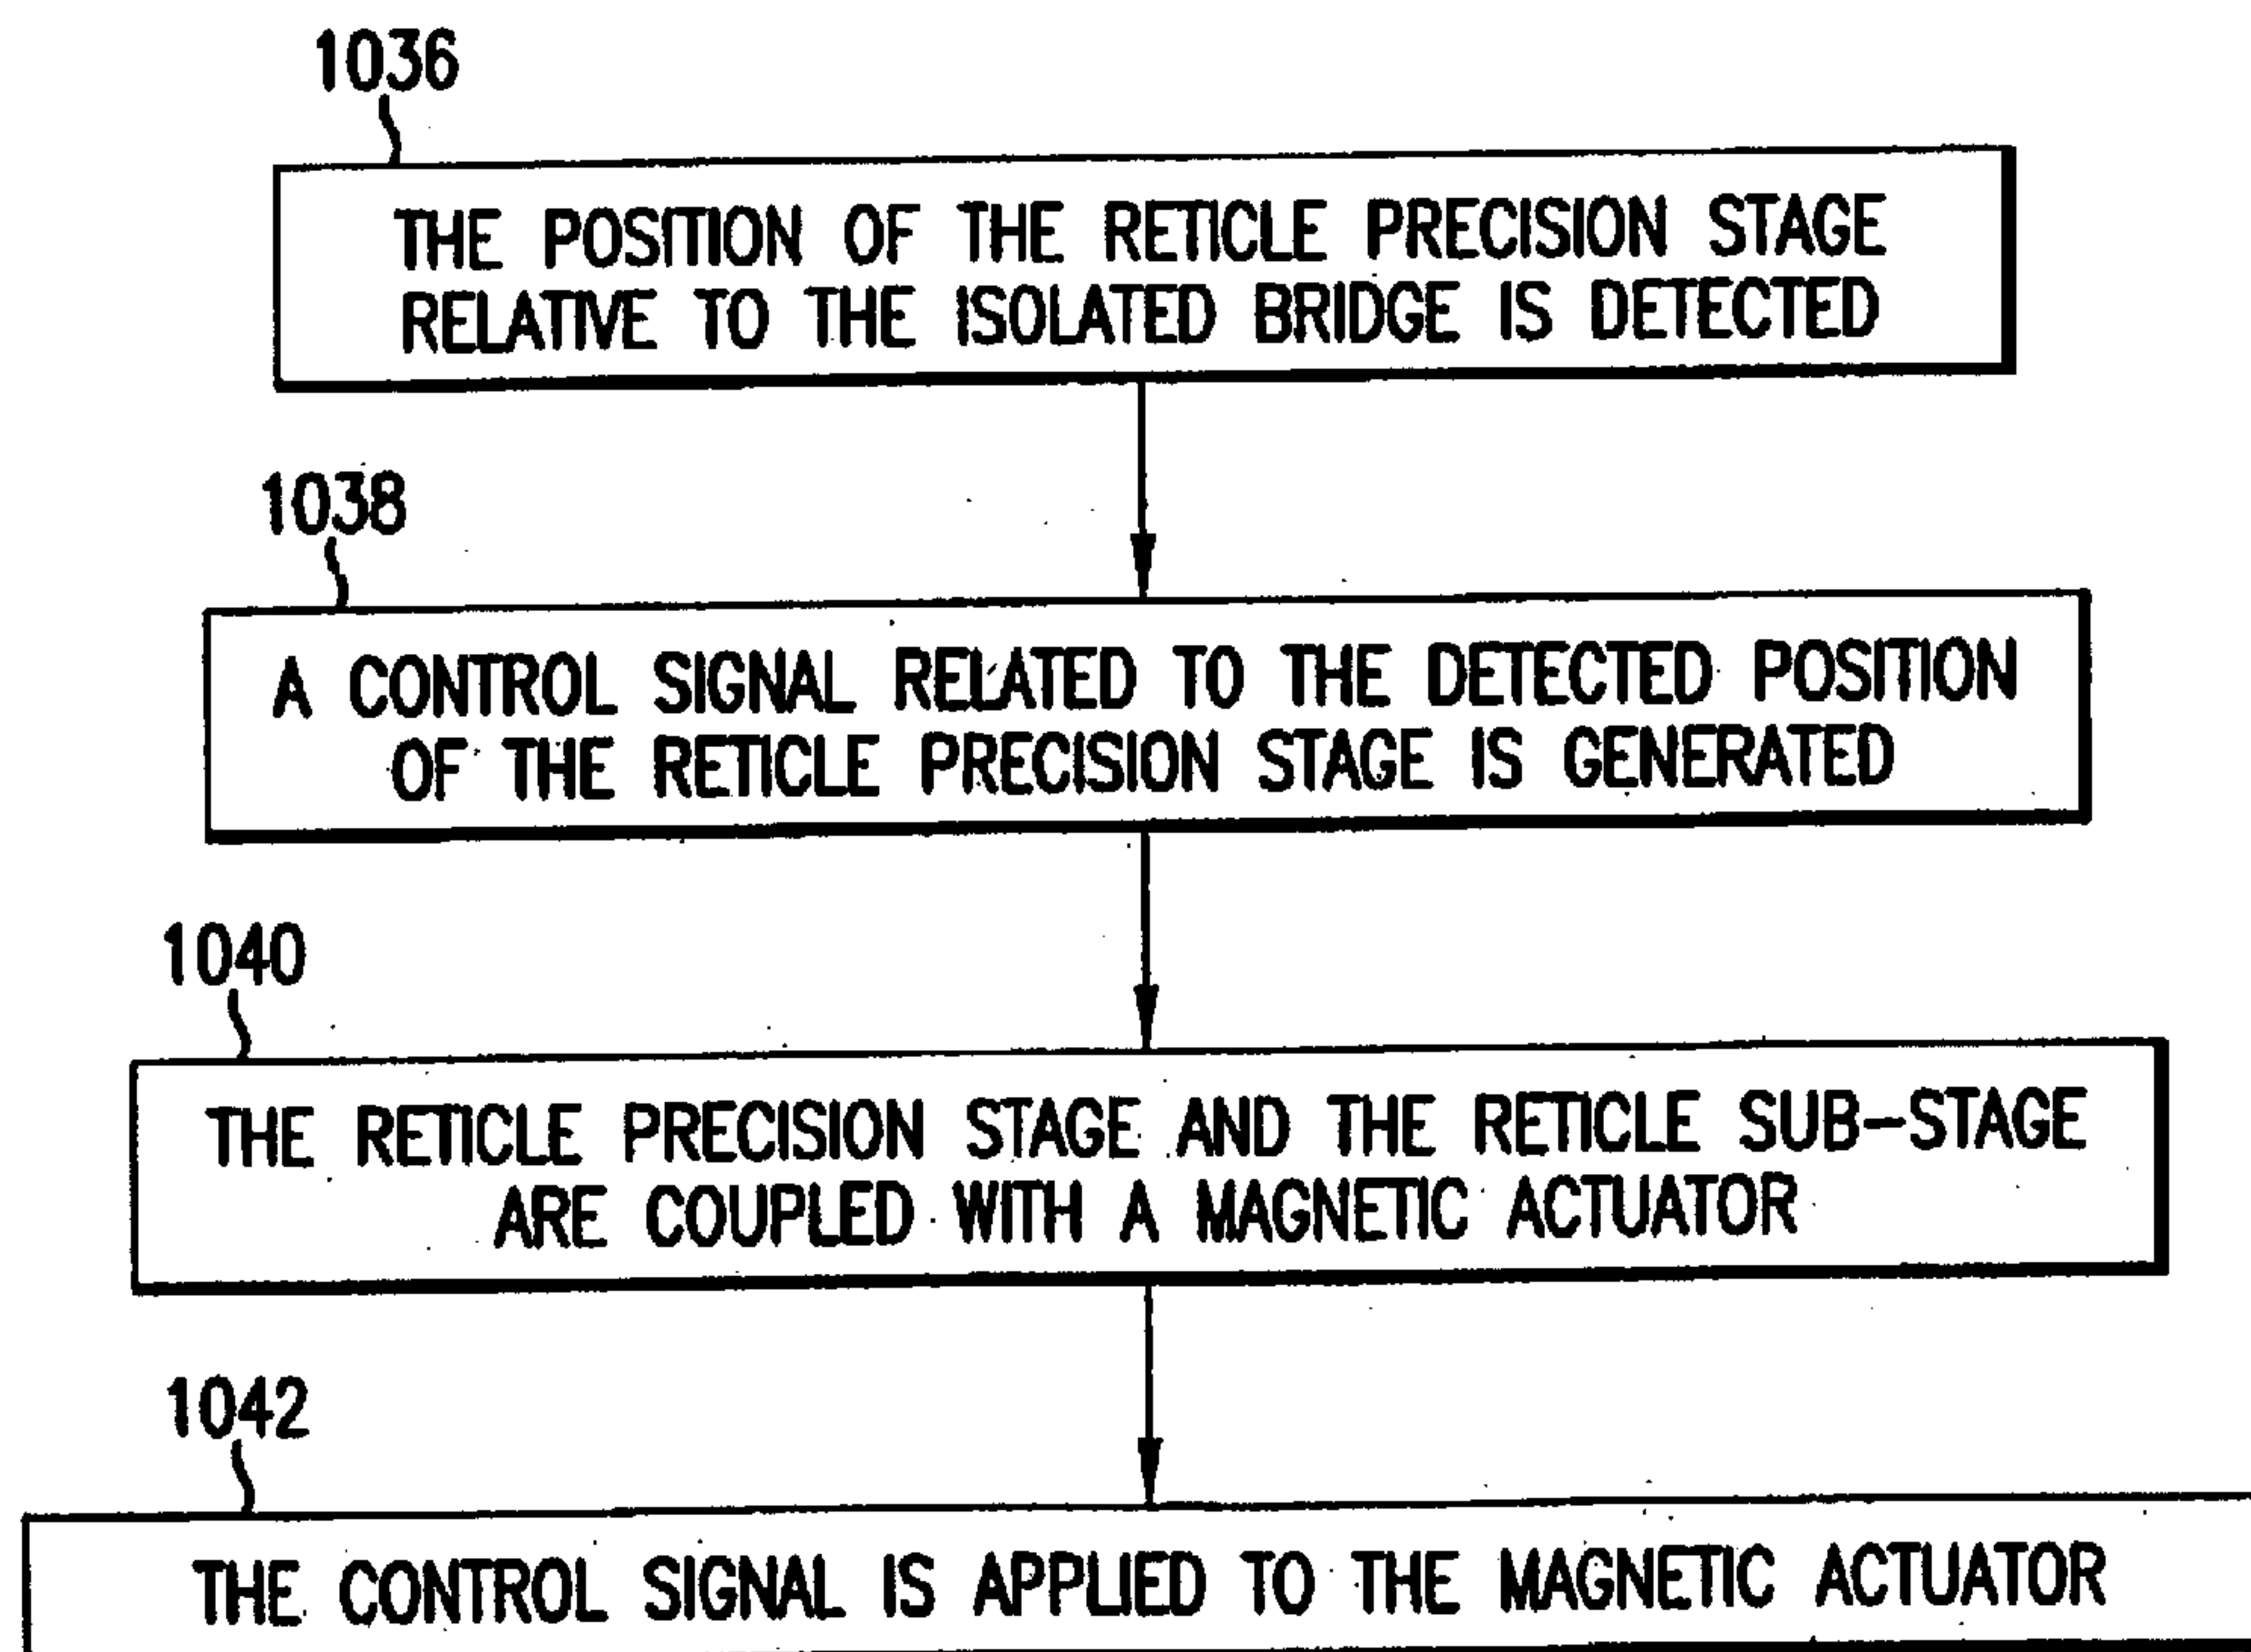 1036
THE POSITION OF THE RETICLE PRECISION STAGE
RELATIVE TO THE ISOLATED BRIDGE IS DETECTED
1038
A CONTROL SIGNAL RELATED TO THE DETECTED POSITION
OF THE RETICLE PRECISION STAGE IS GENERATED
1040
THE RETICLE PRECISION STAGE AND THE RETICLE SUB-STAGE
ARE COUPLED WITH A MAGNETIC ACTUATOR
1042
THE CONTROL SIGNAL IS APPLIED TO THE MAGNETIC ACTUATOR